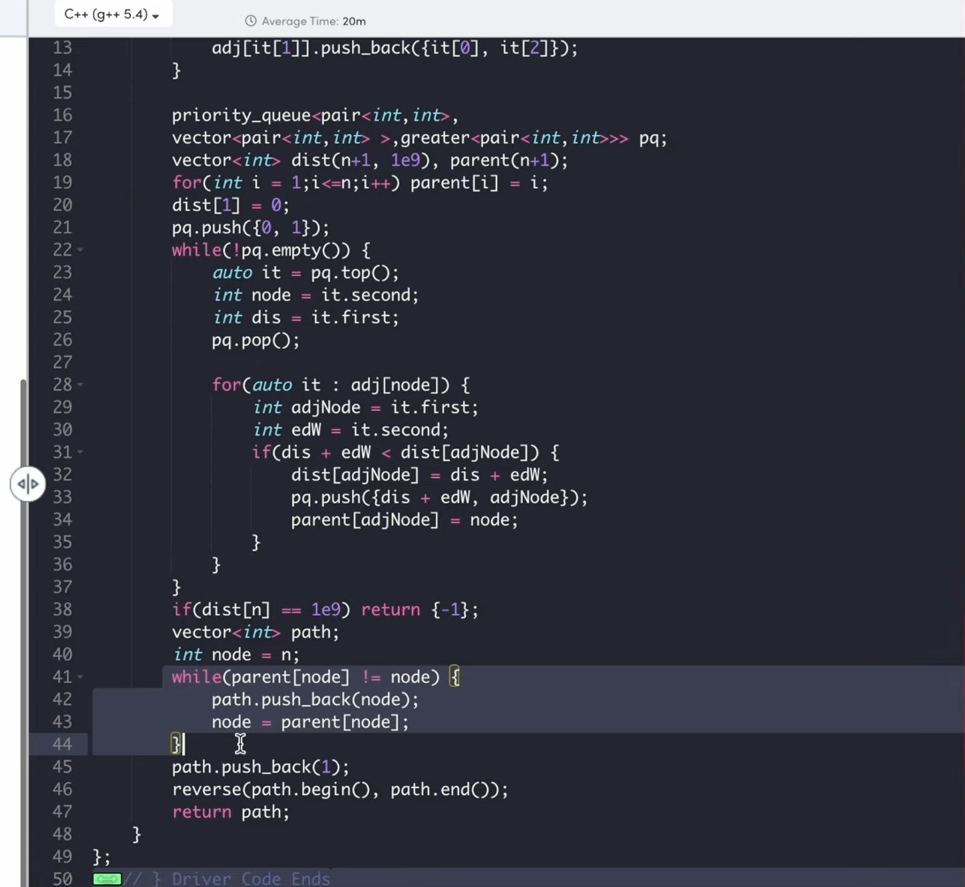 C++ (g++ 5.4)
Average Time: 20m
13 adj[it[1]].push_back({it[0], it[2]});
14 }
15
16 priority_queue<pair<int,int>,
17 vector<pair<int,int> >,greater<pair<int,int>>> pq;
18 vector<int> dist(n+1, 1e9), parent(n+1);
19 for(int i = 1;i<=n;i++) parent[i] = i;
20 dist[1] = 0;
21 pq.push({0, 1});
22 while(!pq.empty()) {
23 auto it = pq.top();
24 int node = it.second;
25 int dis = it.first;
26 pq.pop();
27
28 for(auto it : adj[node]) {
29 int adjNode = it.first;
30 int edW = it.second;
31 if(dis + edW < dist[adjNode]) {
32 dist[adjNode] = dis + edW;
33 pq.push({dis + edW, adjNode});
34 parent[adjNode] = node;
35 }
36 }
37 }
38 if(dist[n] == 1e9) return {-1};
39 vector<int> path;
40 int node = n;
41 while(parent[node] != node) {
42 path.push_back(node);
43 node = parent[node];
44 }
45 path.push_back(1);
46 reverse(path.begin(), path.end());
47 return path;
48 }
49 };
50 // } Driver Code Ends